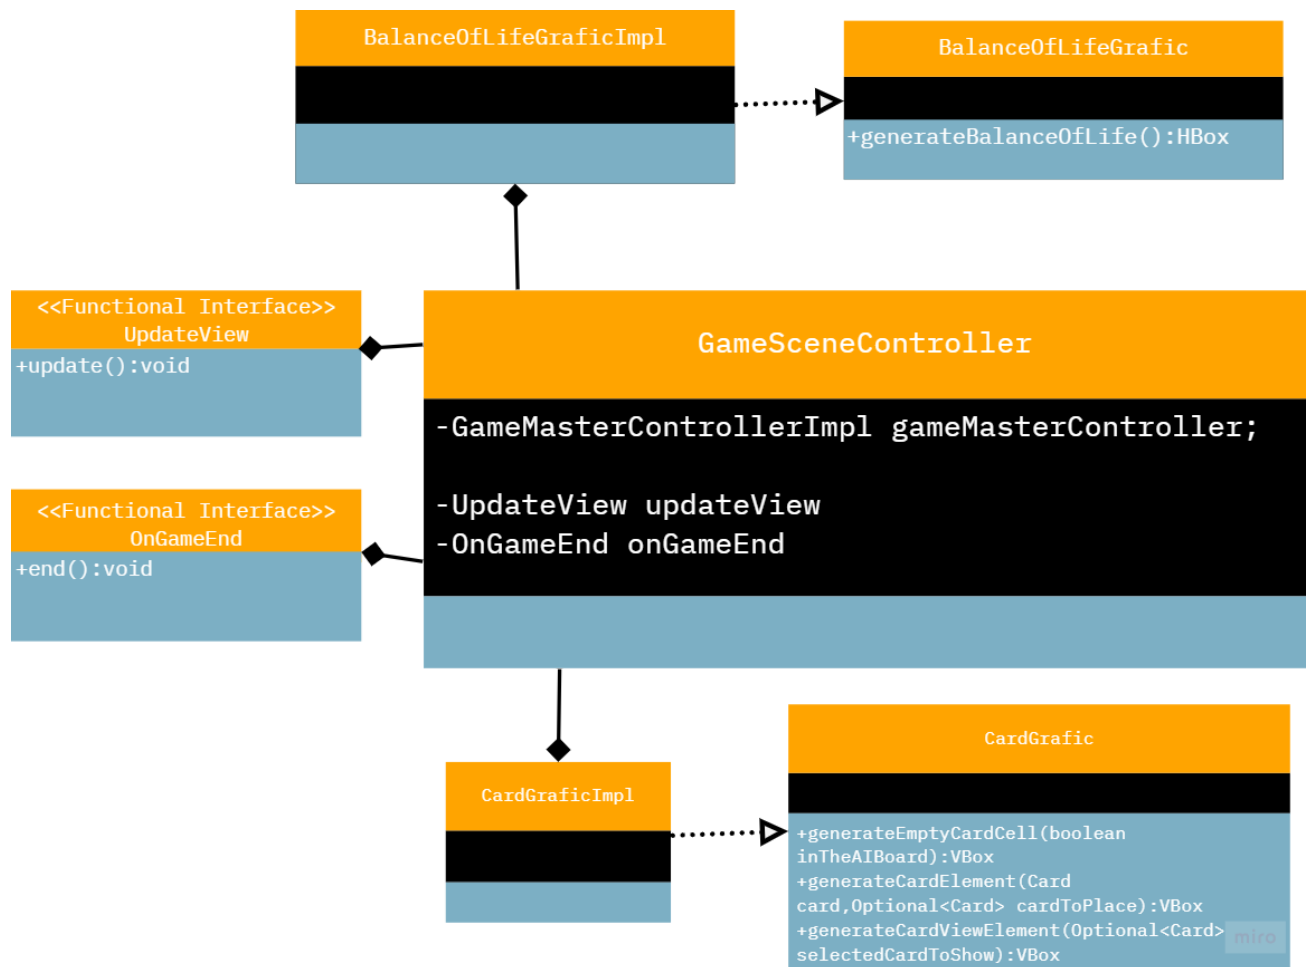 BalanceOfLifeGraficImpl
BalanceOfLifeGrafic
+generateBalanceOfLife():HBox
<<Functional Interface>>
UpdateView
+update():void
GameSceneController
-GameMasterControllerImpl gameMasterController;
-UpdateView updateView
-OnGameEnd onGameEnd
<<Functional Interface>>
OnGameEnd
+end():void
CardGraficImpl
CardGrafic
+generateEmptyCardCell(boolean
inTheAIBoard):VBox
+generateCardElement(Card
card,Optional<Card> cardToPlace):VBox
+generateCardViewElement(Optional<Card>
selectedCardToShow):VBox
miro